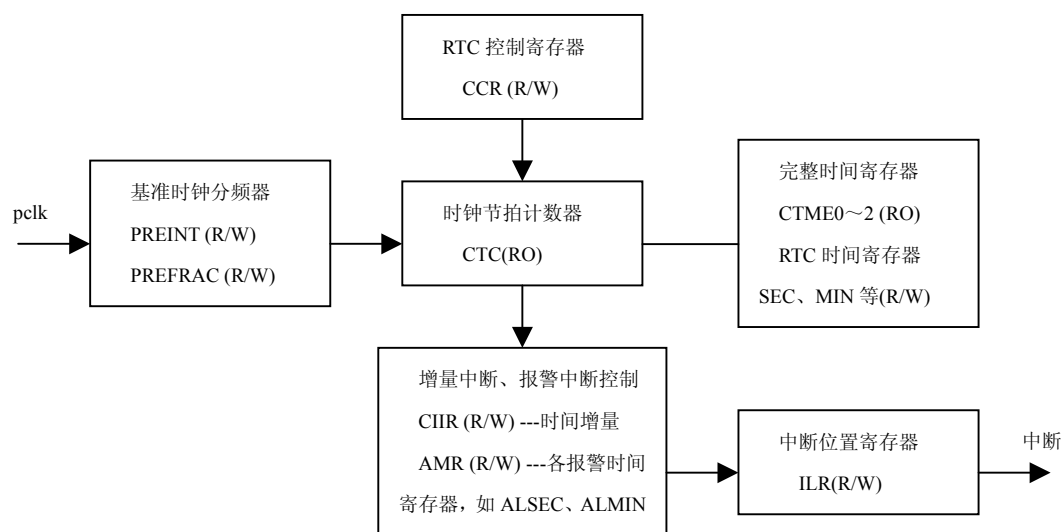 RTC 控制寄存器
CCR (R/W)
pclk
基准时钟分频器
PREINT (R/W)
PREFRAC (R/W)
时钟节拍计数器
CTC(RO)
完整时间寄存器
CTME0～2 (RO)
RTC 时间寄存器
SEC、MIN 等(R/W)
增量中断、报警中断控制
CIIR (R/W) ---时间增量
AMR (R/W) ---各报警时间
寄存器，如 ALSEC、ALMIN
中断位置寄存器
ILR(R/W)
中断